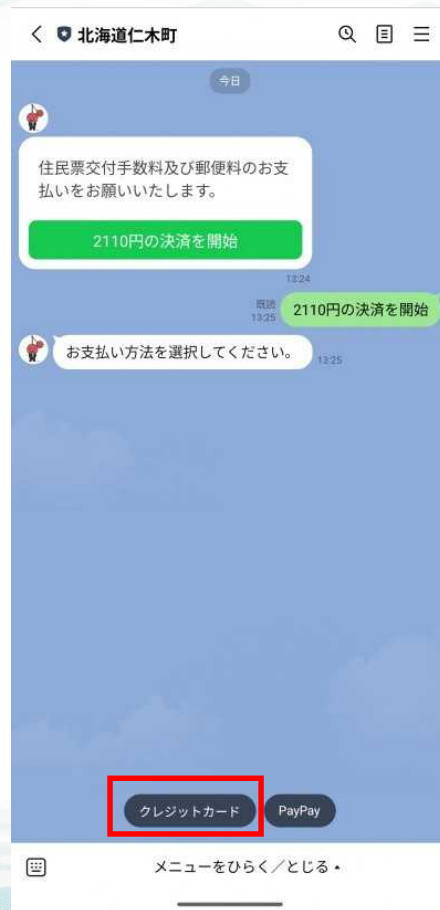 北海道仁木町
今日
住民票交付手数料及び郵便料のお支
払いをお願いいたします。
2110円の決済を開始
13:24
既読
13:25
2110円の決済を開始
お支払い方法を選択してください。
13:25
クレジットカード
PayPay
メニューをひらく／とじる